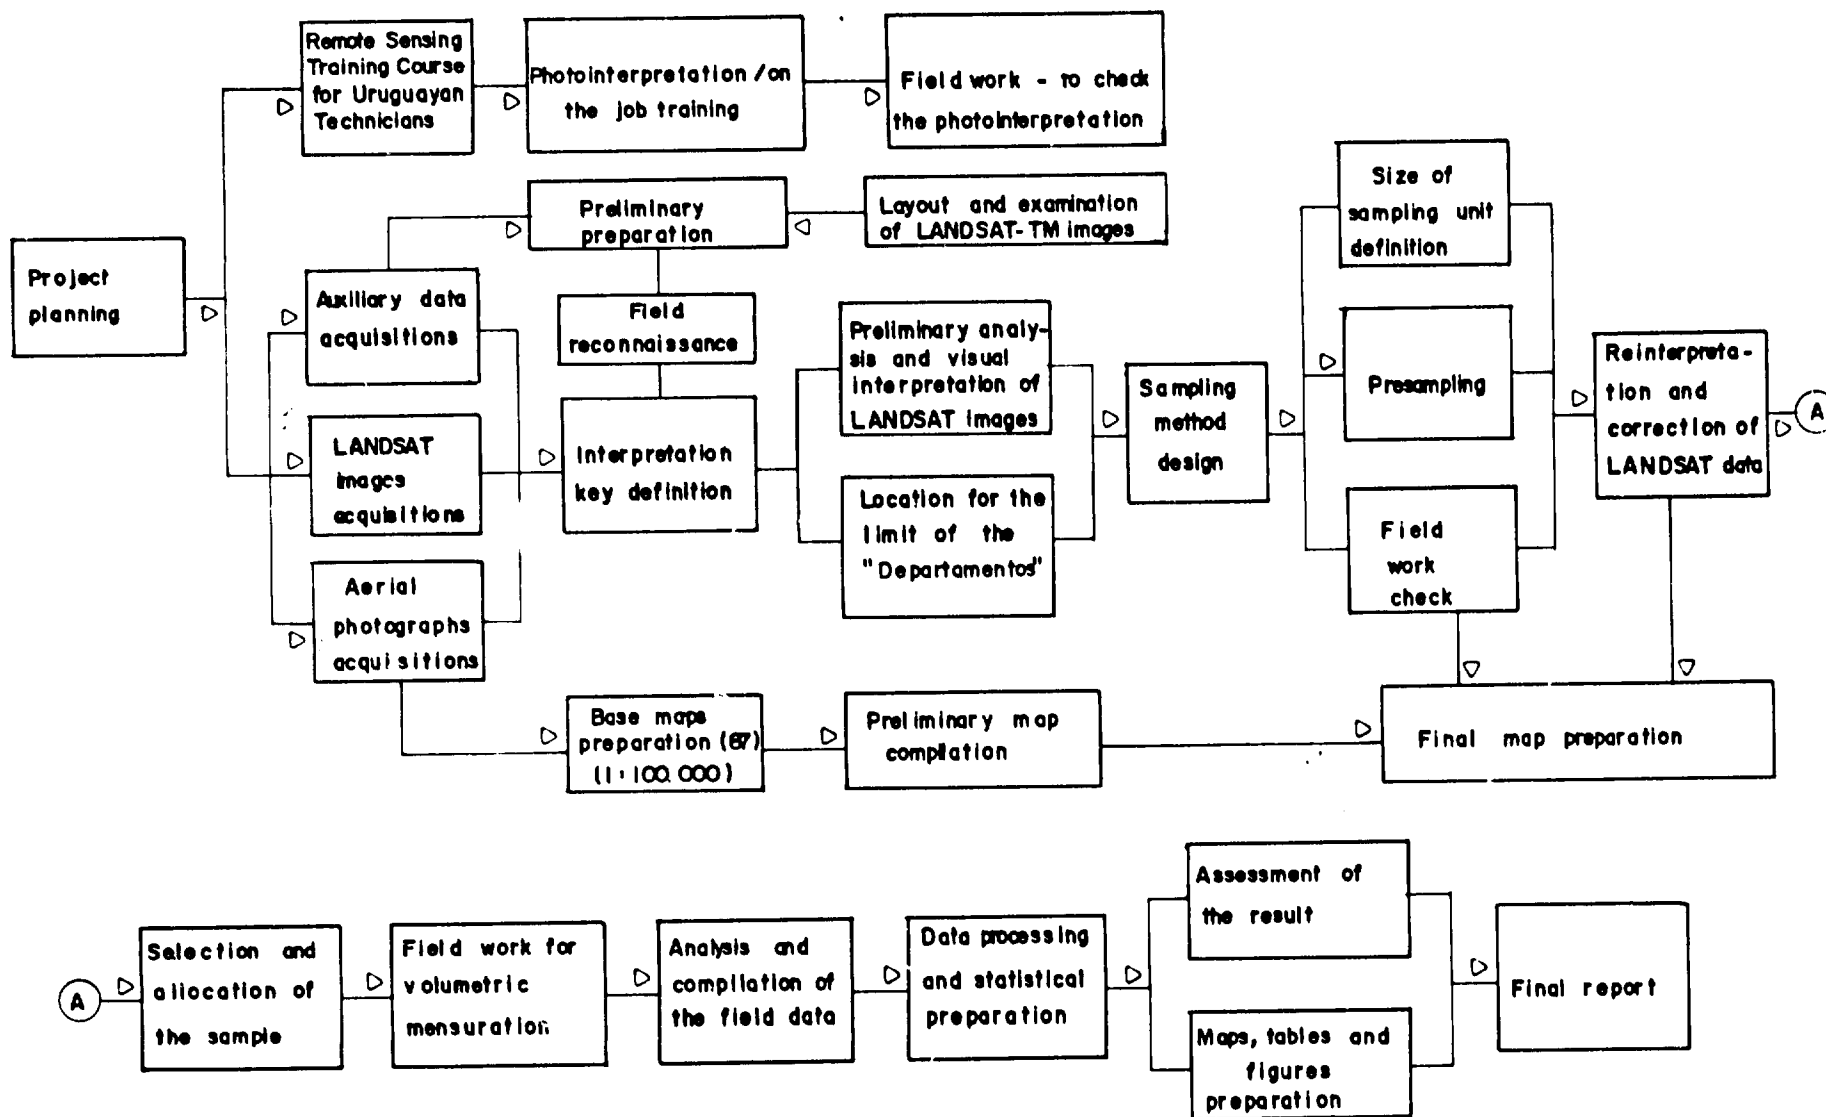 Remote Sensing
Training Course
for Uruguayan
Technicians
Photointerpretation / on
the job training
Field work - to check
the photointerpretation
Project
planning
Preliminary
preparation
Layout and examination
of LANDSAT-TM images
Auxiliary data
acquisitions
Field
reconnaissance
LANDSAT
images
acquisitions
Interpretation
key definition
Aerial
photographs
acquisitions
Preliminary analy-
sis and visual
interpretation of
LANDSAT images
Location for the
limit of the
"Departamentos"
Sampling
method
design
Size of
sampling unit
definition
Presampling
Field
work
check
Reinterpreta-
tion and
correction of
LANDSAT data
A
Base maps
preparation (87)
(1:100.000)
Preliminary map
compilation
Final map preparation
A
Selection and
allocation of
the sample
Field work for
volumetric
mensuration
Analysis and
compilation of
the field data
Data processing
and statistical
preparation
Assessment of
the result
Maps, tables and
figures
preparation
Final report